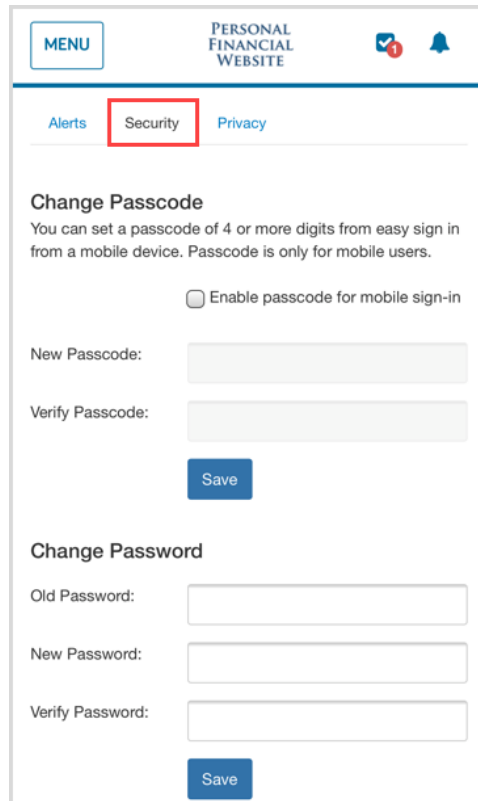 MENU
PERSONAL
FINANCIAL
WEBSITE
1
Alerts Security Privacy
Change Passcode
You can set a passcode of 4 or more digits from easy sign in
from a mobile device. Passcode is only for mobile users.
Enable passcode for mobile sign-in
New Passcode:
Verify Passcode:
Save
Change Password
Old Password:
New Password:
Verify Password:
Save